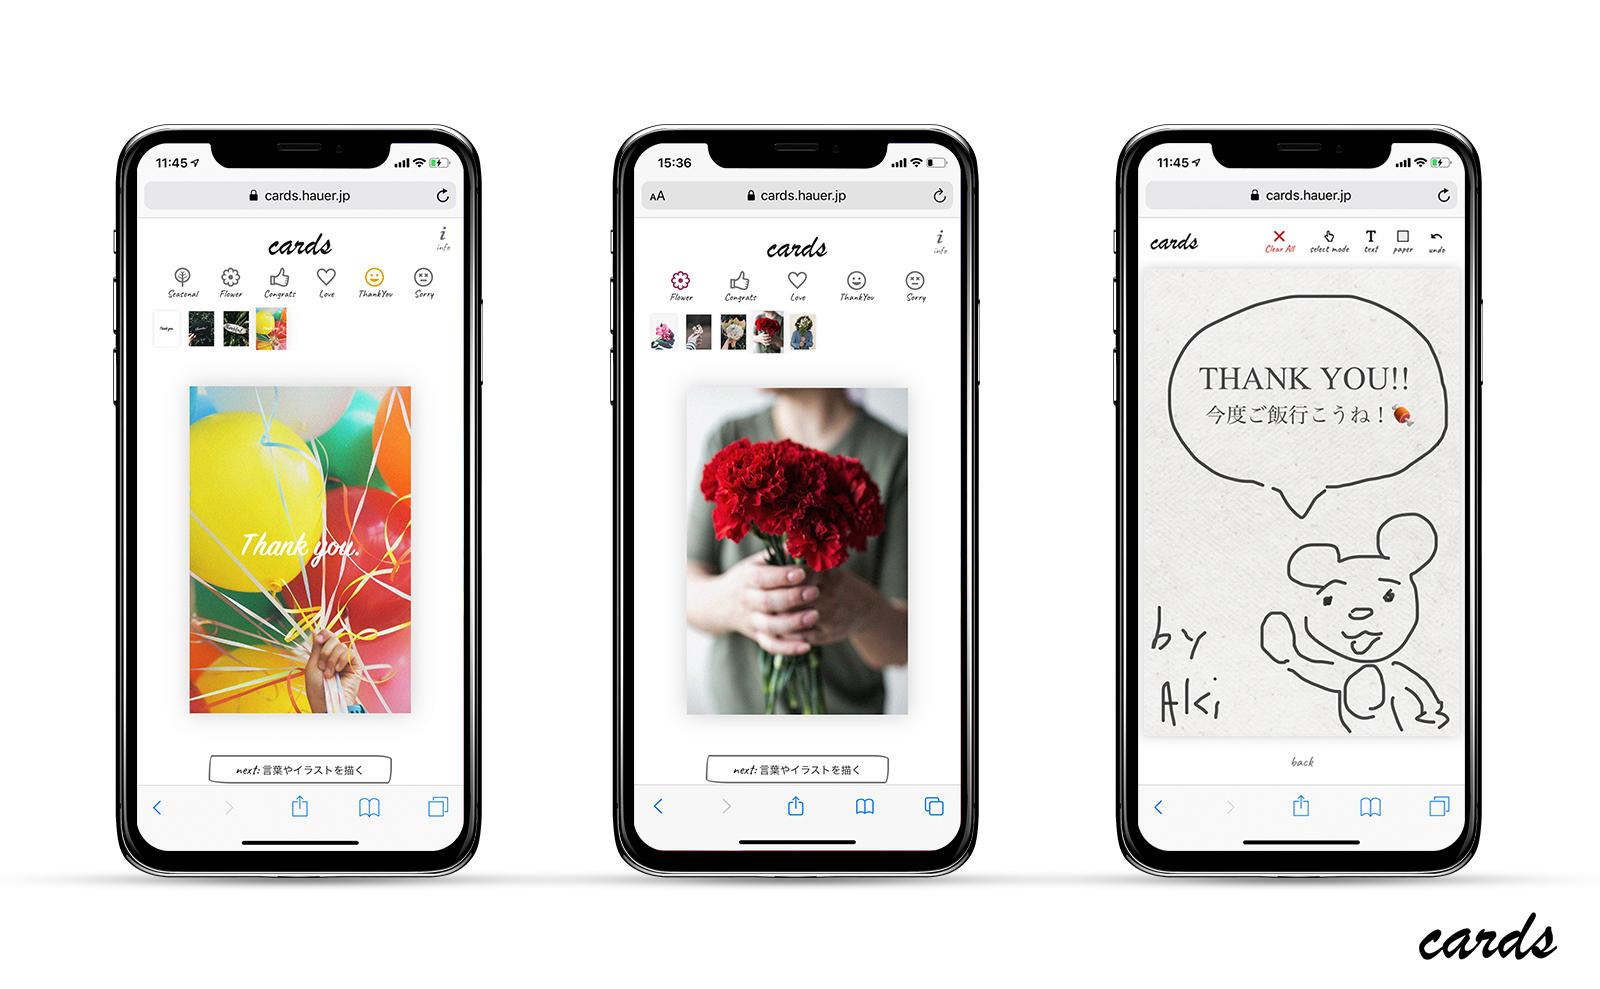 11:45
cards.hauer.jp
cards
i
info
Seasonal Flower Congrats Love ThankYou Sorry
Thank you.
next: 言葉やイラストを描く
15:36
AA
cards.hauer.jp
cards
i
info
Flower Congrats Love ThankYou Sorry
next: 言葉やイラストを描く
11:45
cards.hauer.jp
cards
Clear All select mode T text paper undo
THANK YOU!!
今度ご飯行こうね！🍖
by
Aki
back
cards